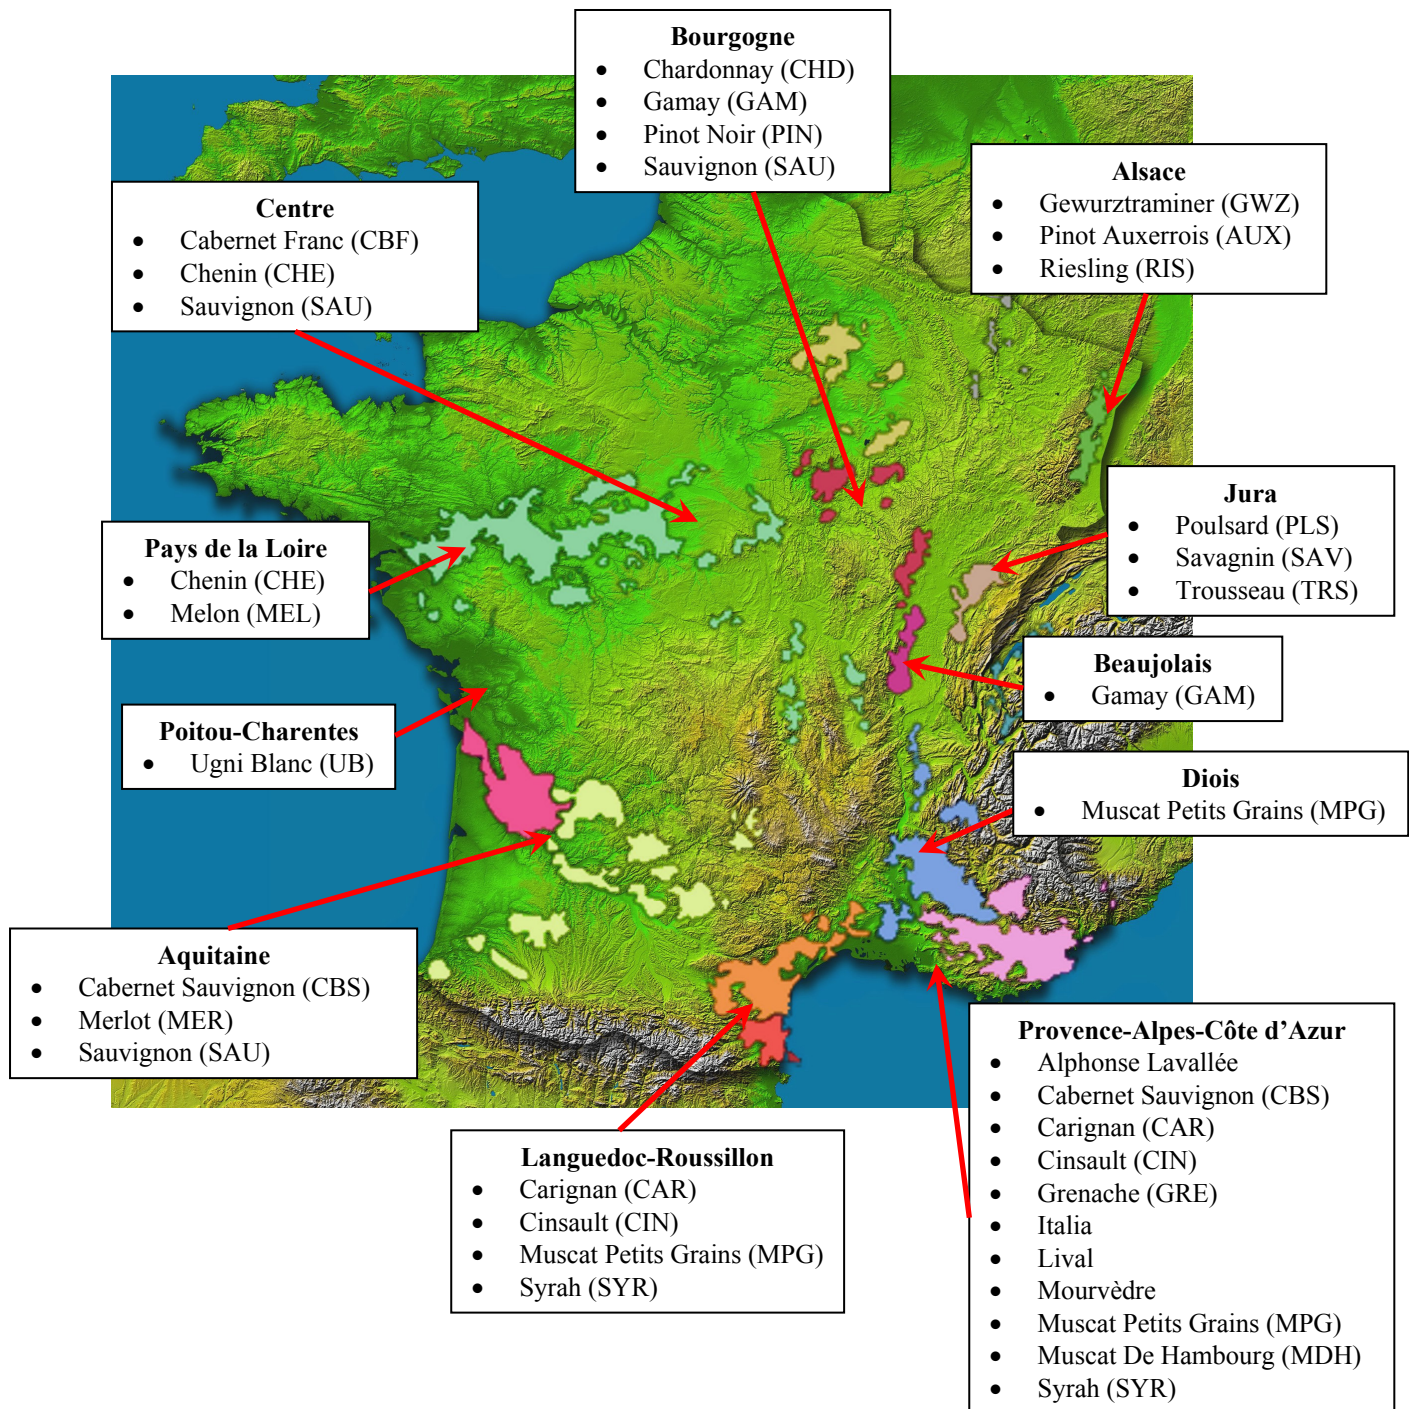 Bourgogne
• Chardonnay (CHD)
• Gamay (GAM)
• Pinot Noir (PIN)
• Sauvignon (SAU)
Alsace
• Gewurztraminer (GWZ)
• Pinot Auxerrois (AUX)
• Riesling (RIS)
Centre
• Cabernet Franc (CBF)
• Chenin (CHE)
• Sauvignon (SAU)
Jura
• Poulsard (PLS)
• Savagnin (SAV)
• Trousseau (TRS)
Pays de la Loire
• Chenin (CHE)
• Melon (MEL)
Beaujolais
• Gamay (GAM)
Poitou-Charentes
• Ugni Blanc (UB)
Diois
• Muscat Petits Grains (MPG)
Aquitaine
• Cabernet Sauvignon (CBS)
• Merlot (MER)
• Sauvignon (SAU)
Provence-Alpes-Côte d’Azur
• Alphonse Lavallée
• Cabernet Sauvignon (CBS)
• Carignan (CAR)
• Cinsault (CIN)
• Grenache (GRE)
• Italia
• Lival
• Mourvèdre
• Muscat Petits Grains (MPG)
• Muscat De Hambourg (MDH)
• Syrah (SYR)
Languedoc-Roussillon
• Carignan (CAR)
• Cinsault (CIN)
• Muscat Petits Grains (MPG)
• Syrah (SYR)